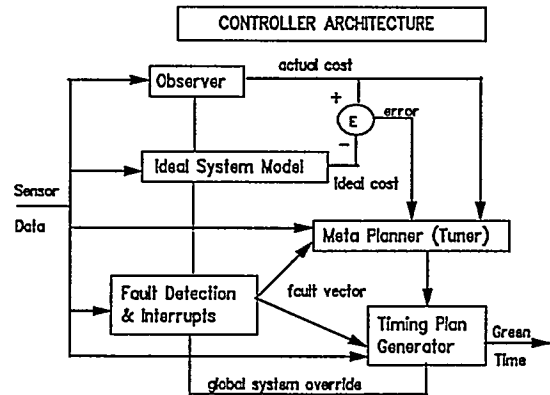 CONTROLLER ARCHITECTURE
actual cost
Observer
+
E
error
-
Ideal System Model
Ideal cost
Sensor
Data
Meta Planner (Tuner)
Fault Detection
& Interrupts
fault vector
Timing Plan
Generator
Green
Time
global system override